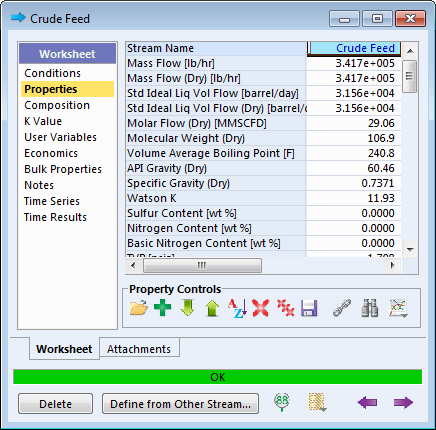 Crude Feed
Worksheet
Conditions
Properties
Composition
K Value
User Variables
Economics
Bulk Properties
Notes
Time Series
Time Results
Stream Name Crude Feed
Mass Flow [lb/hr] 3.417e+005
Mass Flow (Dry) [lb/hr] 3.417e+005
Std Ideal Liq Vol Flow [barrel/day] 3.156e+004
Std Ideal Liq Vol Flow (Dry) [barrel/d 3.156e+004
Molar Flow (Dry) [MMSCFD] 29.06
Molecular Weight (Dry) 106.9
Volume Average Boiling Point [F] 240.8
API Gravity (Dry) 60.46
Specific Gravity (Dry) 0.7371
Watson K 11.93
Sulfur Content [wt %] 0.0000
Nitrogen Content [wt %] 0.0000
Basic Nitrogen Content [wt %] 0.0000
TVP [psia] 1.708
Property Controls
Worksheet Attachments
OK
Delete Define from Other Stream...